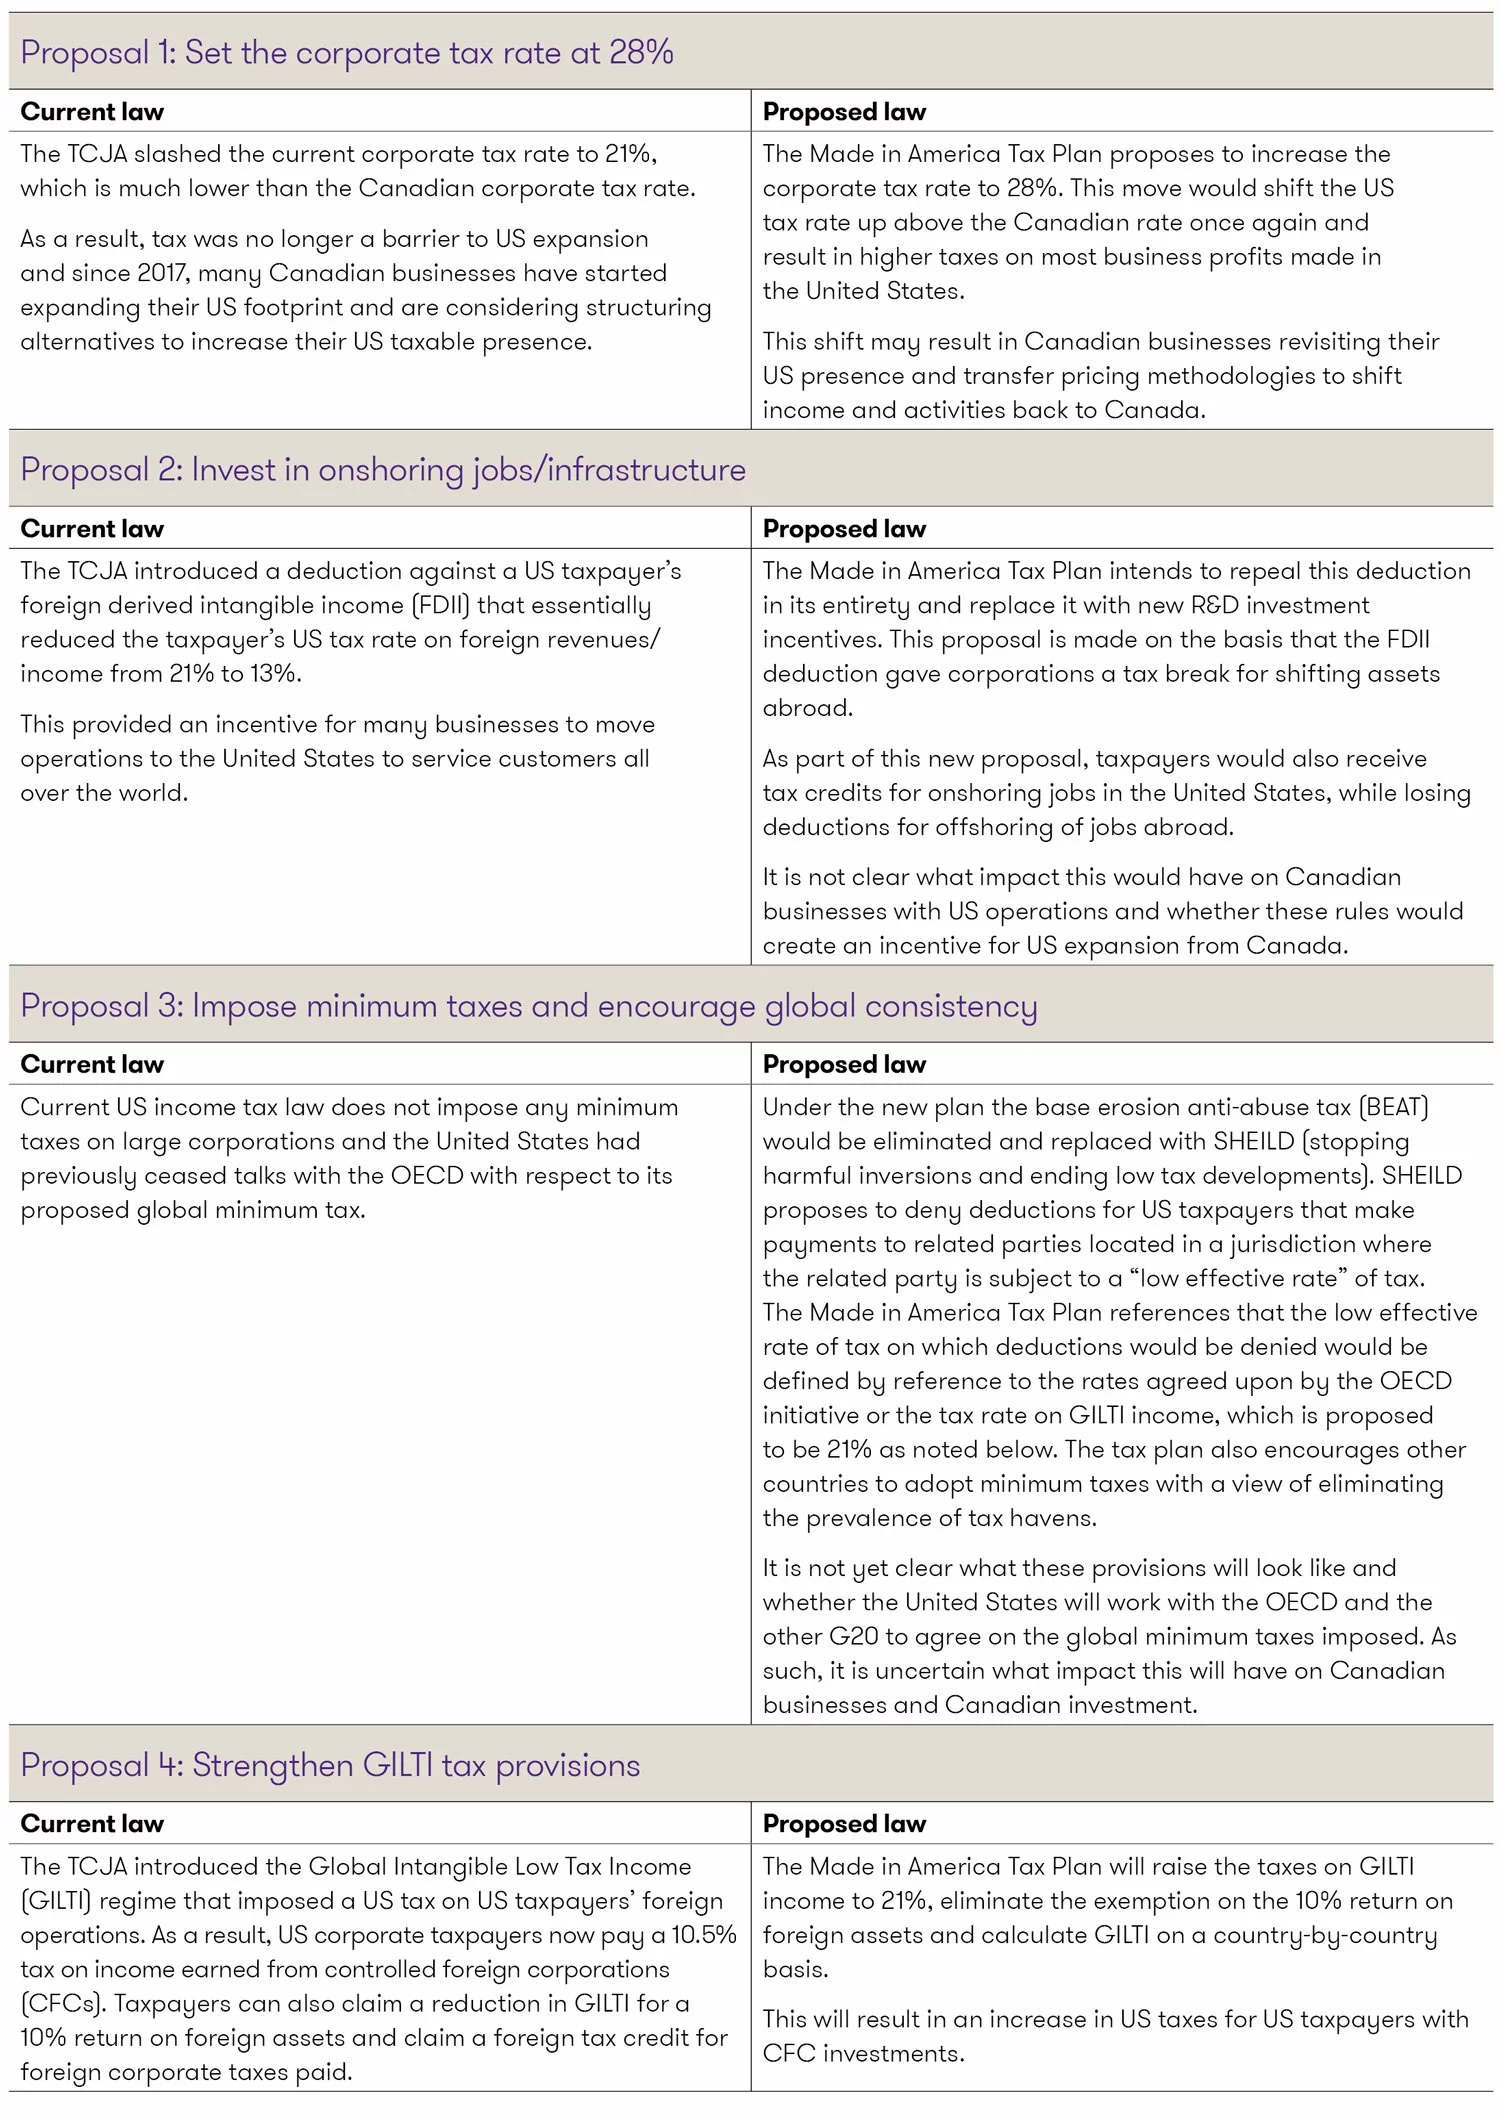 Proposal 1: Set the corporate tax rate at 28%
Current law
The TCJA slashed the current corporate tax rate to 21%,
which is much lower than the Canadian corporate tax rate.
As a result, tax was no longer a barrier to US expansion
and since 2017, many Canadian businesses have started
expanding their US footprint and are considering structuring
alternatives to increase their US taxable presence.
Proposed law
The Made in America Tax Plan proposes to increase the
corporate tax rate to 28%. This move would shift the US
tax rate up above the Canadian rate once again and
result in higher taxes on most business profits made in
the United States.
This shift may result in Canadian businesses revisiting their
US presence and transfer pricing methodologies to shift
income and activities back to Canada.
Proposal 2: Invest in onshoring jobs/infrastructure
Current law
The TCJA introduced a deduction against a US taxpayer’s
foreign derived intangible income (FDII) that essentially
reduced the taxpayer’s US tax rate on foreign revenues/
income from 21% to 13%.
This provided an incentive for many businesses to move
operations to the United States to service customers all
over the world.
Proposed law
The Made in America Tax Plan intends to repeal this deduction
in its entirety and replace it with new R&D investment
incentives. This proposal is made on the basis that the FDII
deduction gave corporations a tax break for shifting assets
abroad.
As part of this new proposal, taxpayers would also receive
tax credits for onshoring jobs in the United States, while losing
deductions for offshoring of jobs abroad.
It is not clear what impact this would have on Canadian
businesses with US operations and whether these rules would
create an incentive for US expansion from Canada.
Proposal 3: Impose minimum taxes and encourage global consistency
Current law
Current US income tax law does not impose any minimum
taxes on large corporations and the United States had
previously ceased talks with the OECD with respect to its
proposed global minimum tax.
Proposed law
Under the new plan the base erosion anti-abuse tax (BEAT)
would be eliminated and replaced with SHEILD (stopping
harmful inversions and ending low tax developments). SHEILD
proposes to deny deductions for US taxpayers that make
payments to related parties located in a jurisdiction where
the related party is subject to a “low effective rate” of tax.
The Made in America Tax Plan references that the low effective
rate of tax on which deductions would be denied would be
defined by reference to the rates agreed upon by the OECD
initiative or the tax rate on GILTI income, which is proposed
to be 21% as noted below. The tax plan also encourages other
countries to adopt minimum taxes with a view of eliminating
the prevalence of tax havens.
It is not yet clear what these provisions will look like and
whether the United States will work with the OECD and the
other G20 to agree on the global minimum taxes imposed. As
such, it is uncertain what impact this will have on Canadian
businesses and Canadian investment.
Proposal 4: Strengthen GILTI tax provisions
Current law
The TCJA introduced the Global Intangible Low Tax Income
(GILTI) regime that imposed a US tax on US taxpayers’ foreign
operations. As a result, US corporate taxpayers now pay a 10.5%
tax on income earned from controlled foreign corporations
(CFCs). Taxpayers can also claim a reduction in GILTI for a
10% return on foreign assets and claim a foreign tax credit for
foreign corporate taxes paid.
Proposed law
The Made in America Tax Plan will raise the taxes on GILTI
income to 21%, eliminate the exemption on the 10% return on
foreign assets and calculate GILTI on a country-by-country
basis.
This will result in an increase in US taxes for US taxpayers with
CFC investments.